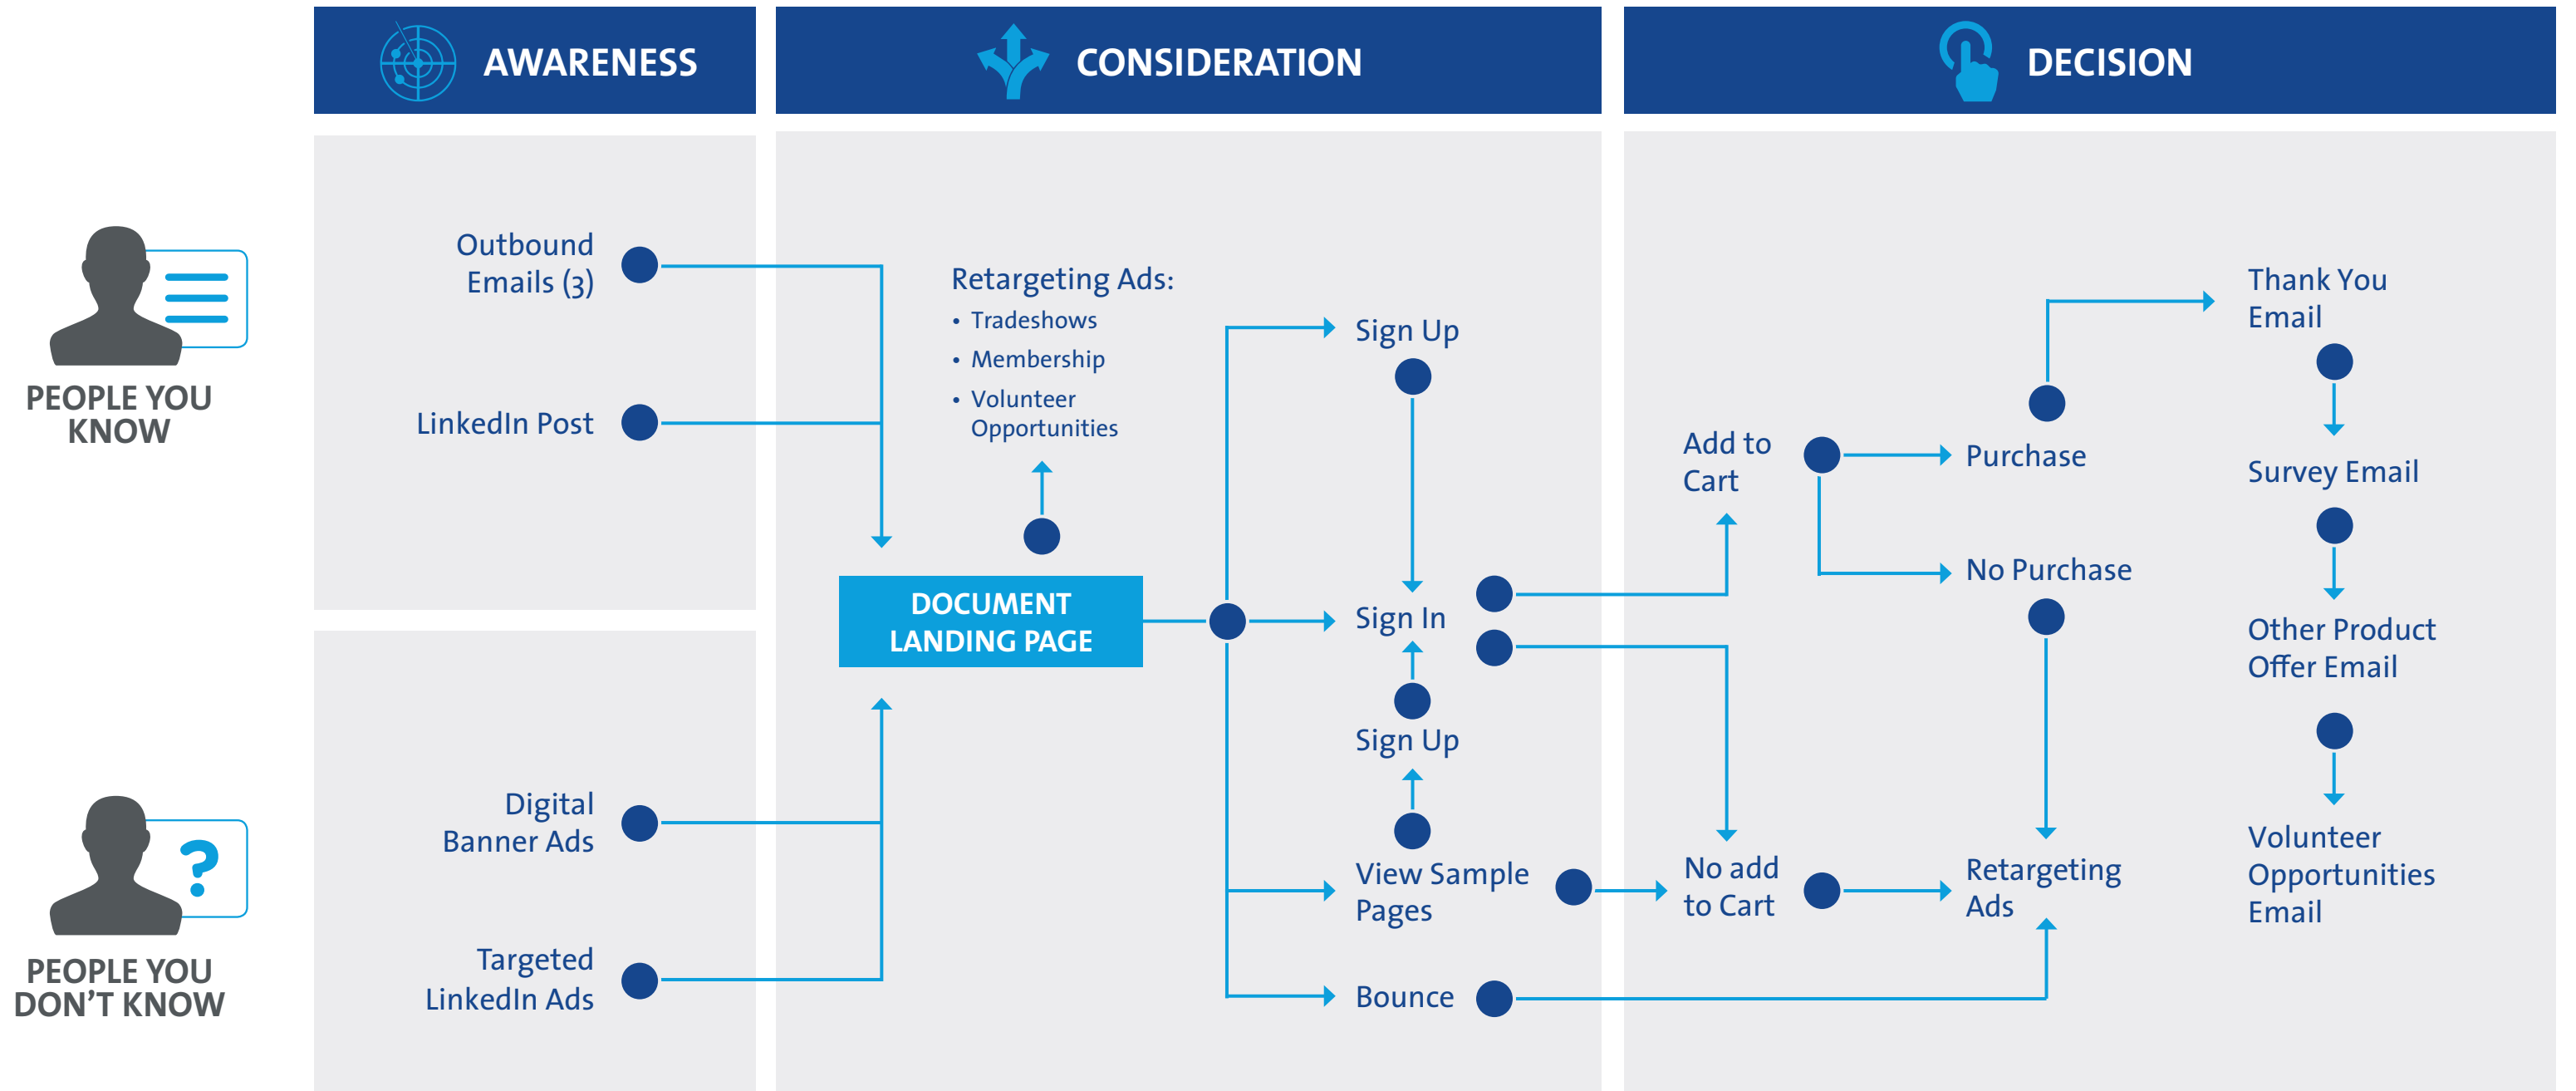 AWARENESS
CONSIDERATION
DECISION
PEOPLE YOU
KNOW
Outbound
Emails (3)
LinkedIn Post
PEOPLE YOU
DON'T KNOW
?
Digital
Banner Ads
Targeted
LinkedIn Ads
Retargeting Ads:
• Tradeshows
• Membership
• Volunteer
Opportunities
DOCUMENT
LANDING PAGE
Sign Up
Sign In
Sign Up
View Sample
Pages
Bounce
Add to
Cart
No add
to Cart
Purchase
No Purchase
Retargeting
Ads
Thank You
Email
Survey Email
Other Product
Offer Email
Volunteer
Opportunities
Email